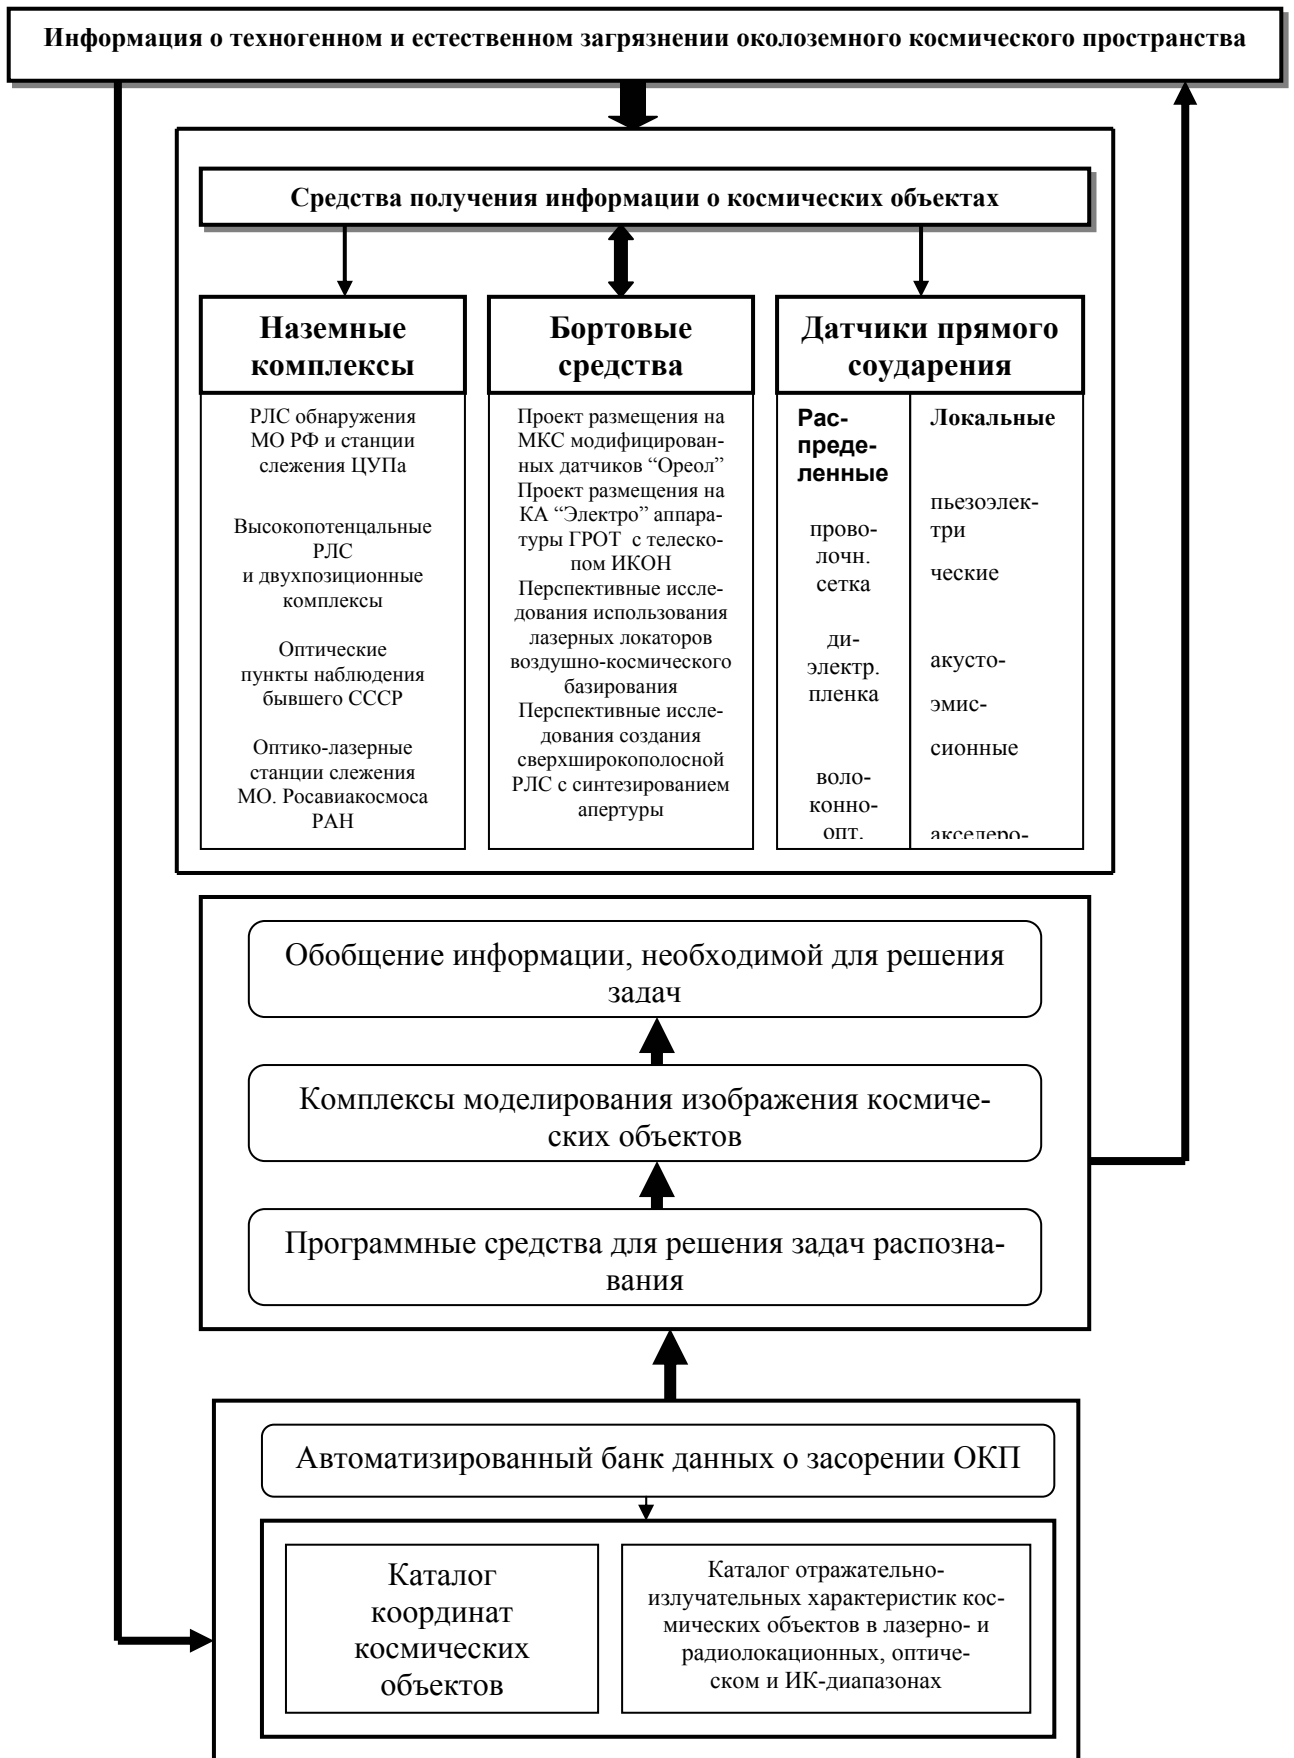 Информация о техногенном и естественном загрязнении околоземного космического пространства
Средства получения информации о космических объектах
Наземные
комплексы
РЛС обнаружения
МО РФ и станции
слежения ЦУПа
Высокопотенцальные
РЛС
и двухпозиционные
комплексы
Оптические
пункты наблюдения
бывшего СССР
Оптико-лазерные
станции слежения
МО. Росавиакосмоса
РАН
Бортовые
средства
Проект размещения на
МКС модифицирован-
ных датчиков “Ореол”
Проект размещения на
КА “Электро” аппара-
туры ГРОТ с телеско-
пом ИКОН
Перспективные иссле-
дования использования
лазерных локаторов
воздушно-космического
базирования
Перспективные иссле-
дования создания
сверхширокополосной
РЛС с синтезированием
апертуры
Датчики прямого
соударения
Рас-
преде-
ленные
прово-
лочн.
сетка
ди-
электр.
пленка
воло-
конно-
опт.
Локальные
пьезоэлек-
три
ческие
акусто-
эмис-
сионные
акселеро-
Обобщение информации, необходимой для решения
задач
Комплексы моделирования изображения космиче-
ских объектов
Программные средства для решения задач распозна-
вания
Автоматизированный банк данных о засорении ОКП
Каталог
координат
космических
объектов
Каталог отражательно-
излучательных характеристик кос-
мических объектов в лазерно- и
радиолокационных, оптиче-
ском и ИК-диапазонах